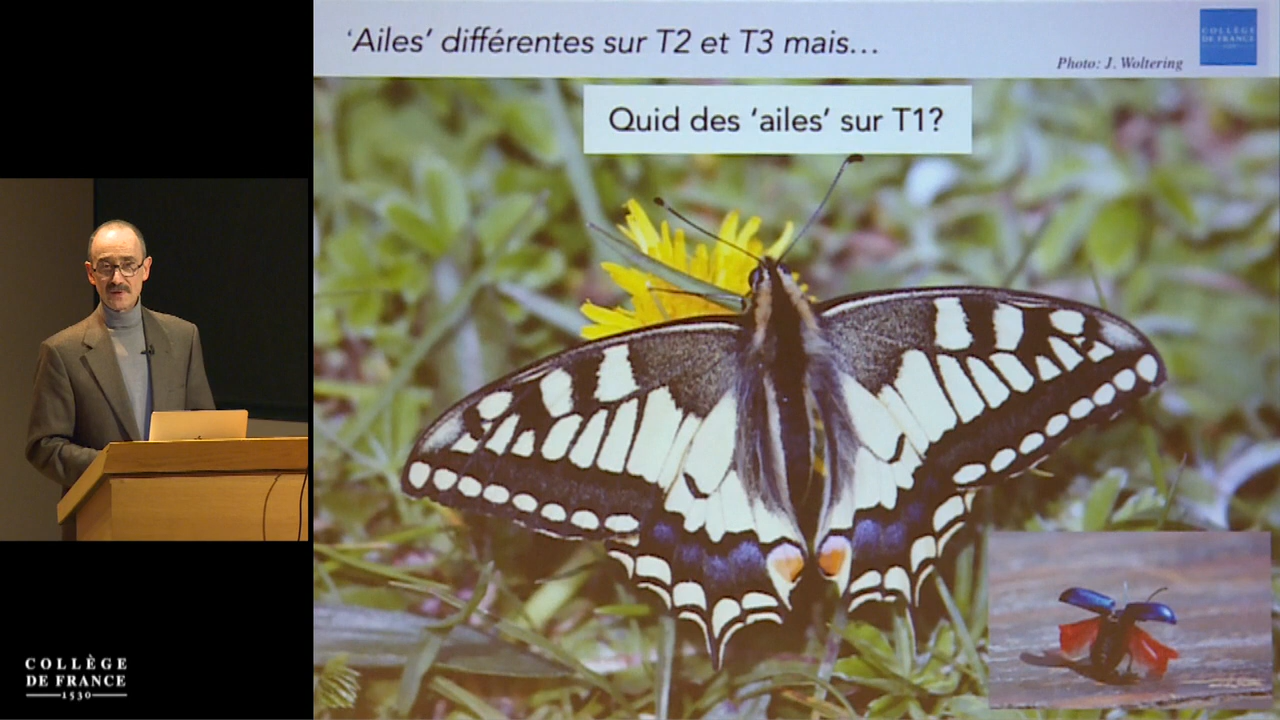 'Ailes' différentes sur T2 et T3 mais...
COLLÈGE
DE FRANCE
Photo: J. Woltering
Quid des 'ailes' sur T1?
COLLÈGE
DE FRANCE
1530